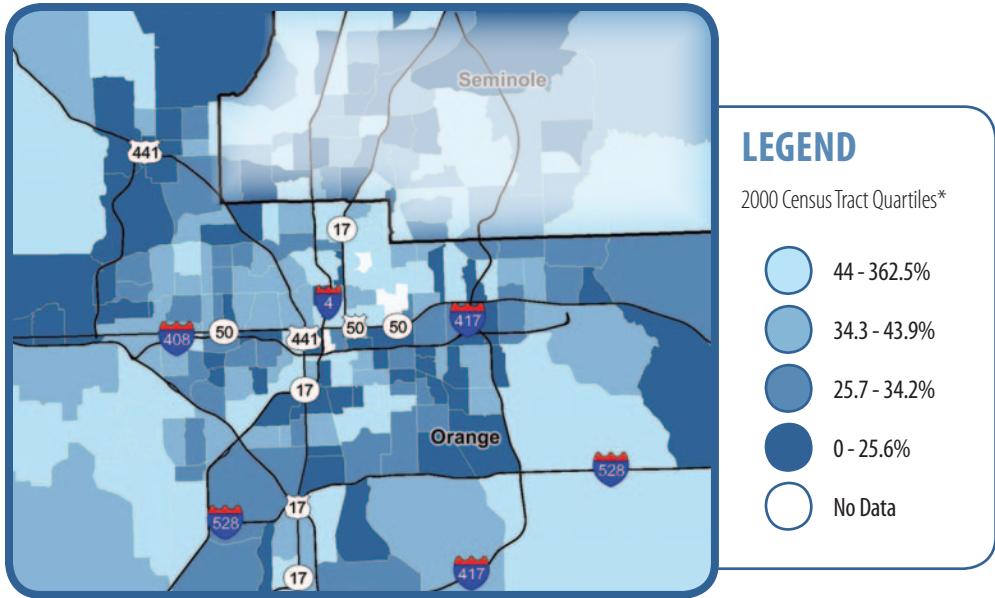 Seminole
441
17
4
417
50
50
50
408
441
17
Orange
528
17
528
417
17
LEGEND
2000 Census Tract Quartiles*
44 - 362.5%
34.3 - 43.9%
25.7 - 34.2%
0 - 25.6%
No Data